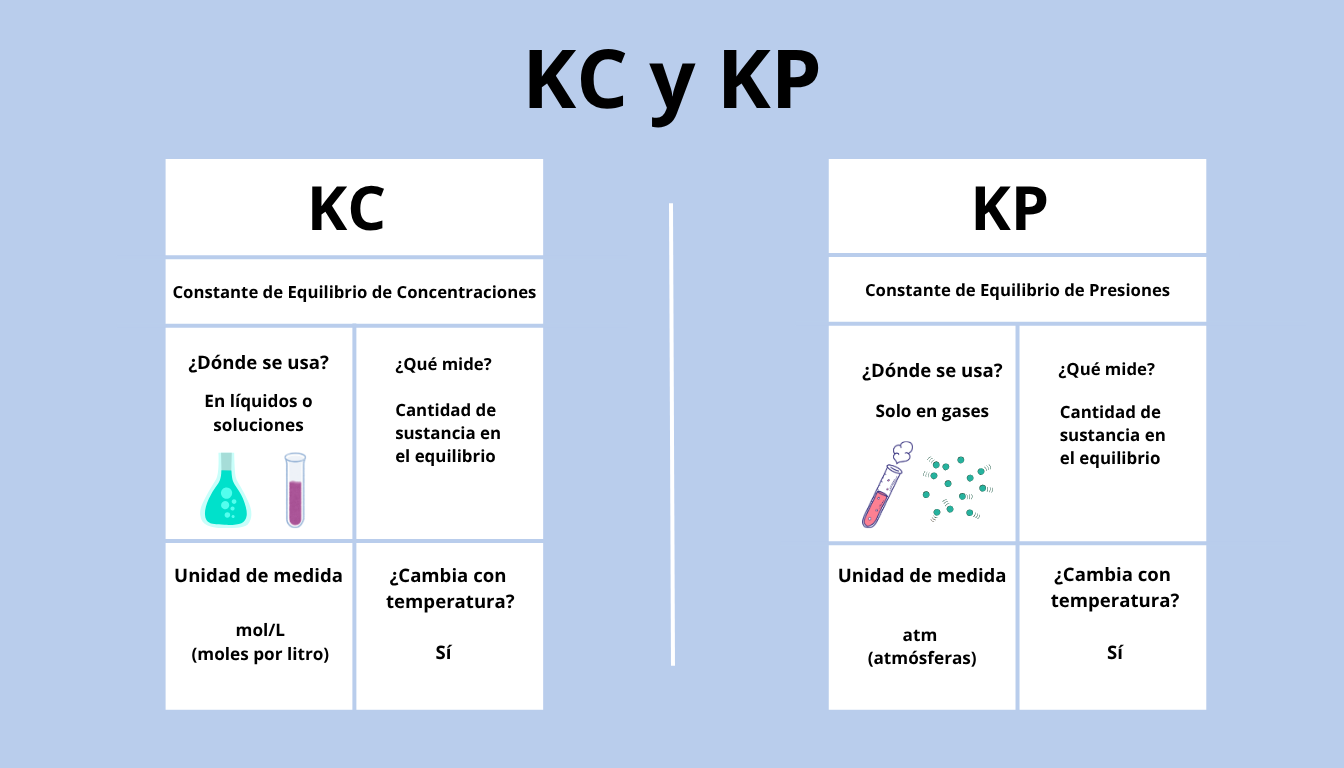 KC y KP
KC
Constante de Equilibrio de Concentraciones
¿Dónde se usa?
En líquidos o
soluciones
¿Qué mide?
Cantidad de
sustancia en
el equilibrio
Unidad de medida
mol/L
(moles por litro)
¿Cambia con
temperatura?
Sí
KP
Constante de Equilibrio de Presiones
¿Dónde se usa?
Solo en gases
¿Qué mide?
Cantidad de
sustancia en
el equilibrio
Unidad de medida
atm
(atmósferas)
¿Cambia con
temperatura?
Sí